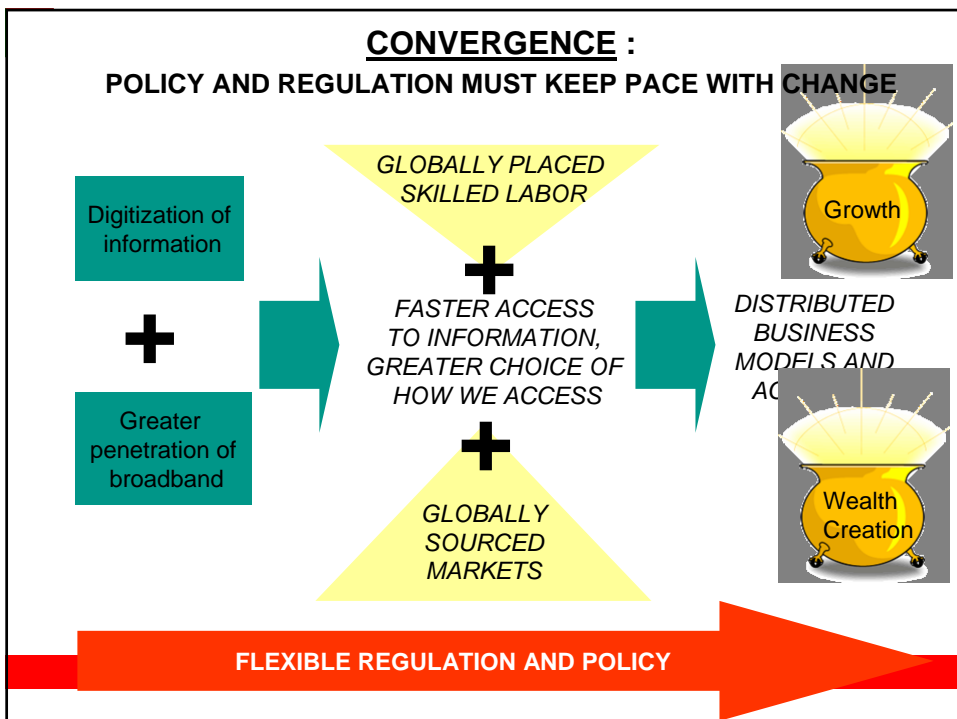 CONVERGENCE :
POLICY AND REGULATION MUST KEEP PACE WITH CHANGE
Digitization of
information
Greater
penetration of
broadband
GLOBALLY PLACED
SKILLED LABOR
FASTER ACCESS
TO INFORMATION,
GREATER CHOICE OF
HOW WE ACCESS
GLOBALLY
SOURCED
MARKETS
Growth
DISTRIBUTED
BUSINESS
MODELS AND
Wealth
Creation
FLEXIBLE REGULATION AND POLICY